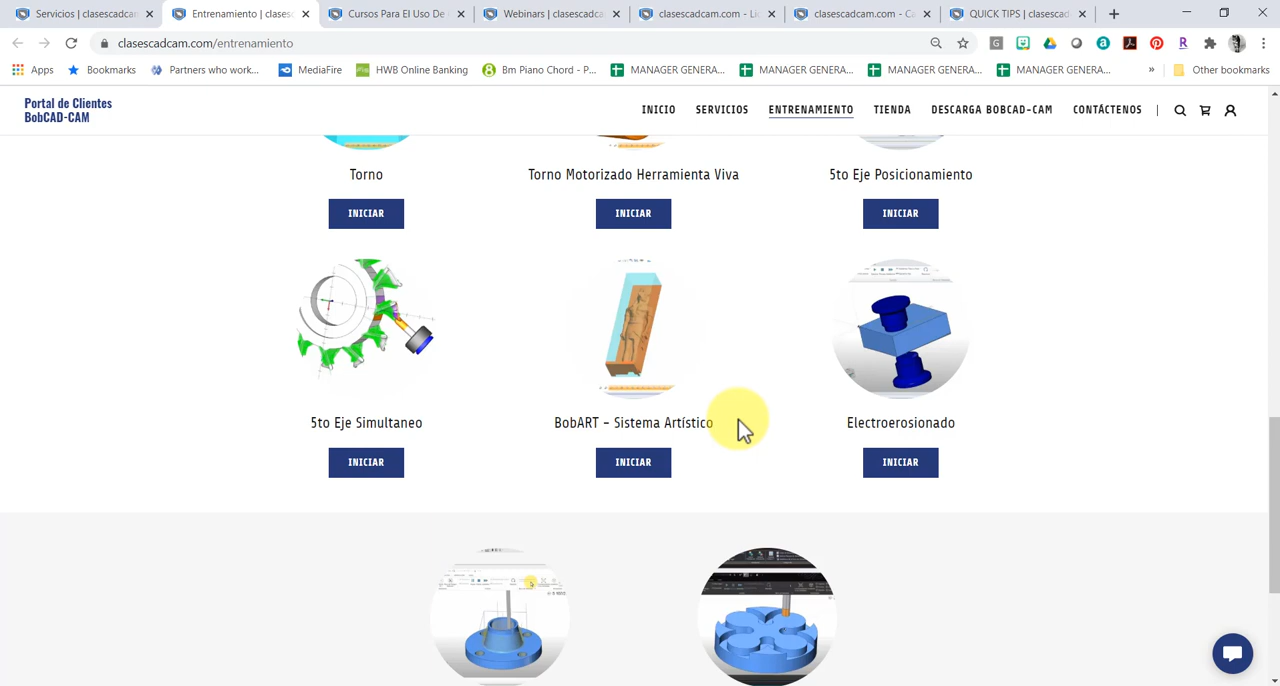 Servicios | clasescadcam
Entrenamiento | clases
Cursos Para El Uso De
Webinars | clasescadcam
clasescadcam.com - Li
clasescadcam.com - Ca
QUICK TIPS | clasescad
clasescadcam.com/entrenamiento
Apps
Bookmarks
Partners who work...
MediaFire
HWB Online Banking
Bm Piano Chord - P...
MANAGER GENERA...
MANAGER GENERA...
MANAGER GENERA...
MANAGER GENERA...
»
Other bookmarks
Portal de Clientes
BobCAD-CAM
INICIO
SERVICIOS
ENTRENAMIENTO
TIENDA
DESCARGA BOBCAD-CAM
CONTÁCTENOS
Torno
Torno Motorizado Herramienta Viva
5to Eje Posicionamiento
INICIAR
INICIAR
INICIAR
5to Eje Simultaneo
BobART - Sistema Artístico
Electroerosionado
INICIAR
INICIAR
INICIAR